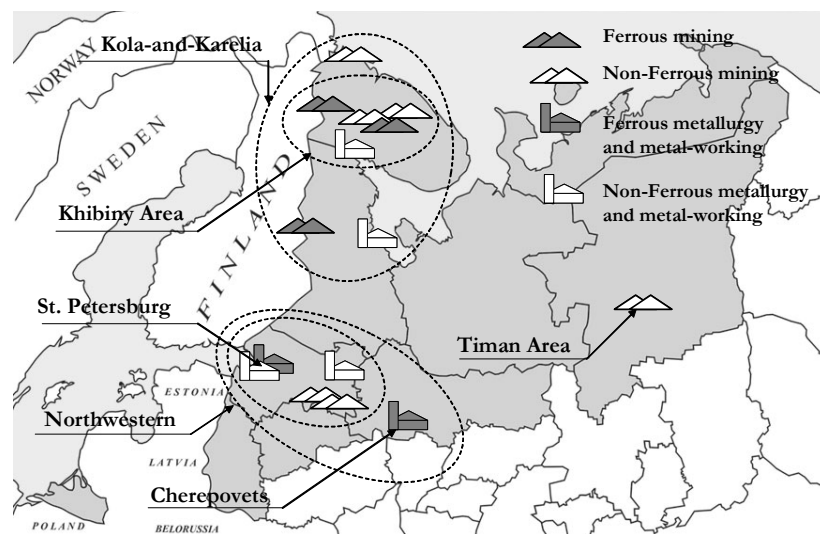 Kola-and-Karelia
NORWAY
SWEDEN
FINLAND
Khibiny Area
St. Petersburg
ESTONIA
Northwestern
LATVIA
Cherepovets
POLAND
BELORUSSIA
Timan Area
Ferrous mining
Non-Ferrous mining
Ferrous metallurgy
and metal-working
Non-Ferrous metallurgy
and metal-working